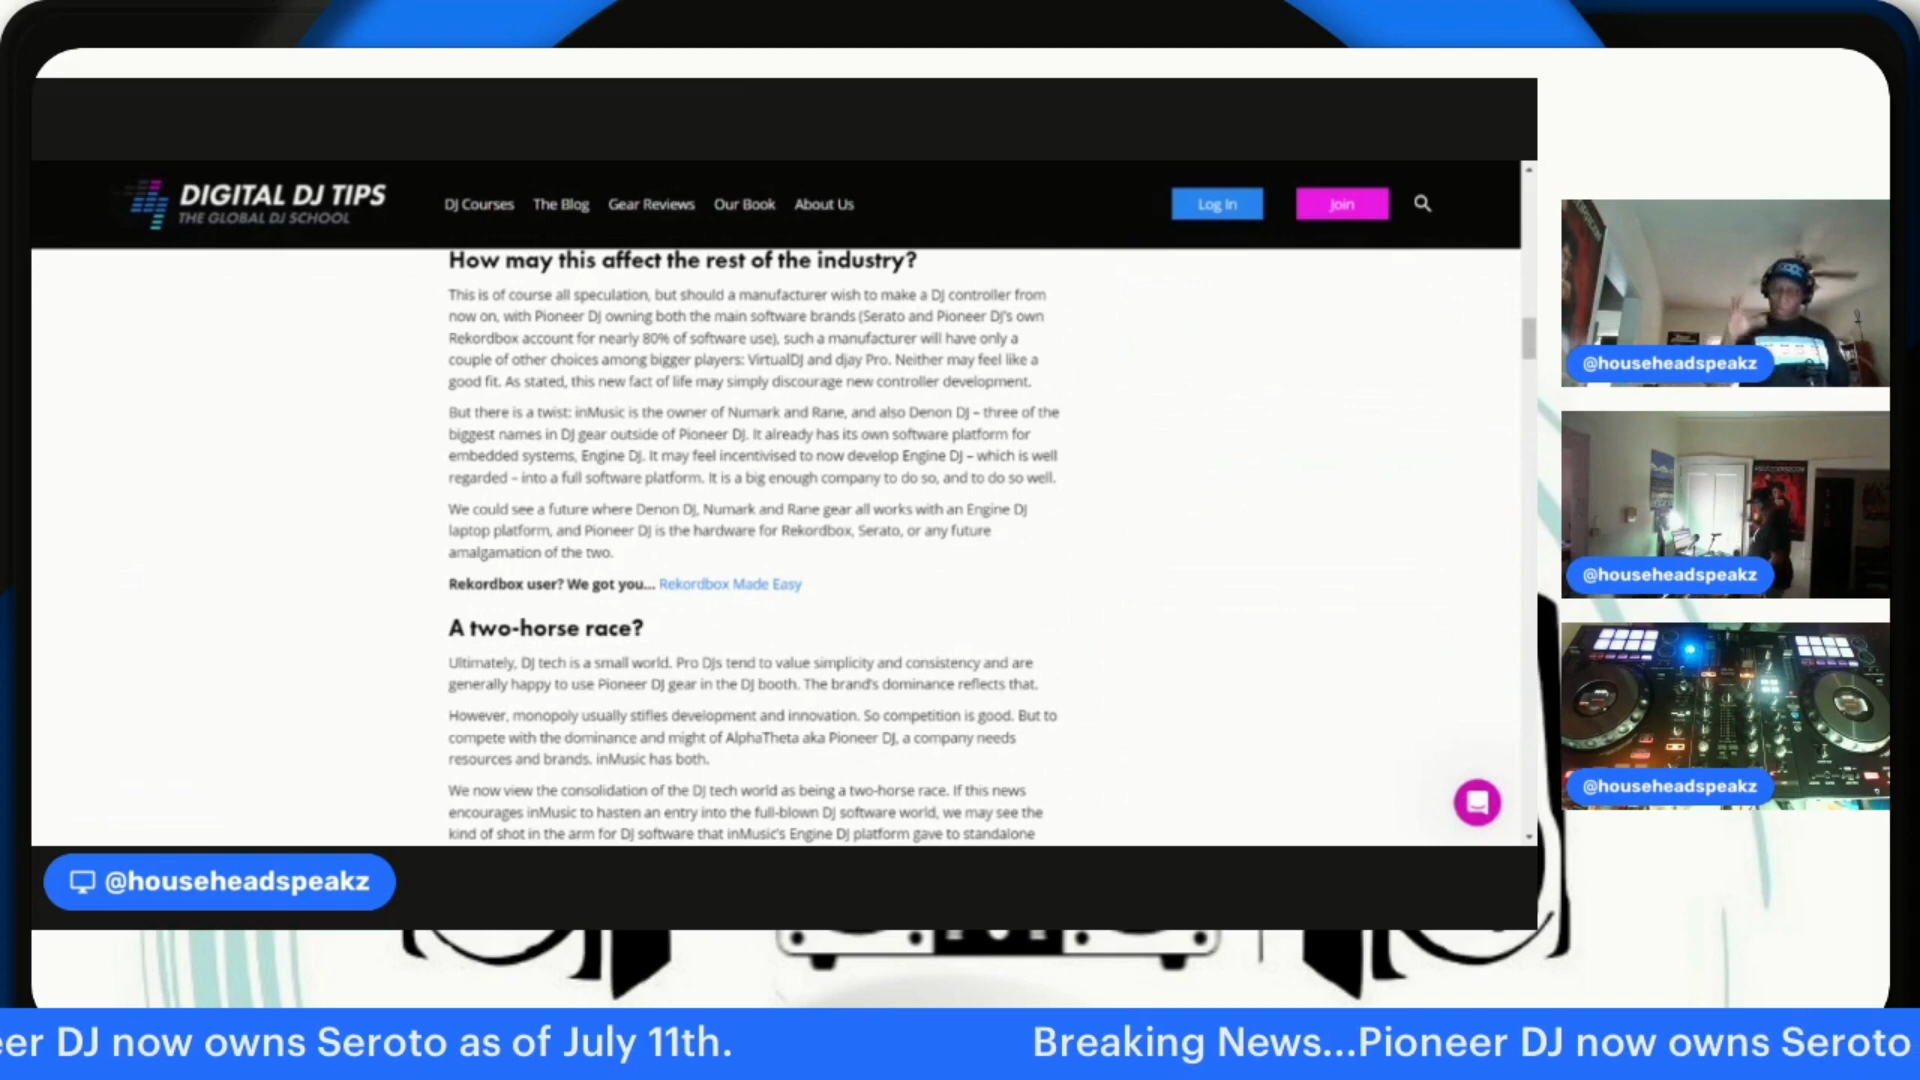 DIGITAL DJ TIPS
THE GLOBAL DJ SCHOOL
DJ Courses The Blog Gear Reviews Our Book About Us
Log In Join
How may this affect the rest of the industry?
This is of course all speculation, but should a manufacturer wish to make a DJ controller from
now on, with Pioneer DJ owning both the main software brands (Serato and Pioneer DJ's own
Rekordbox account for nearly 80% of software use), such a manufacturer will have only a
couple of other choices among bigger players: VirtualDJ and djay Pro. Neither may feel like a
good fit. As stated, this new fact of life may simply discourage new controller development.
But there is a twist: inMusic is the owner of Numark and Rane, and also Denon DJ – three of the
biggest names in DJ gear outside of Pioneer DJ. It already has its own software platform for
embedded systems, Engine DJ. It may feel incentivised to now develop Engine DJ – which is well
regarded – into a full software platform. It is a big enough company to do so, and to do so well.
We could see a future where Denon DJ, Numark and Rane gear all works with an Engine DJ
laptop platform, and Pioneer DJ is the hardware for Rekordbox, Serato, or any future
amalgamation of the two.
Rekordbox user? We got you... Rekordbox Made Easy
A two-horse race?
Ultimately, DJ tech is a small world. Pro DJs tend to value simplicity and consistency and are
generally happy to use Pioneer DJ gear in the DJ booth. The brand's dominance reflects that.
However, monopoly usually stifles development and innovation. So competition is good. But to
compete with the dominance and might of AlphaTheta aka Pioneer DJ, a company needs
resources and brands. inMusic has both.
We now view the consolidation of the DJ tech world as being a two-horse race. If this news
encourages inMusic to hasten an entry into the full-blown DJ software world, we may see the
kind of shot in the arm for DJ software that inMusic's Engine DJ platform gave to standalone
@househeadspeakz
@househeadspeakz
@househeadspeakz
@househeadspeakz
er DJ now owns Seroto as of July 11th. Breaking News...Pioneer DJ now owns Seroto